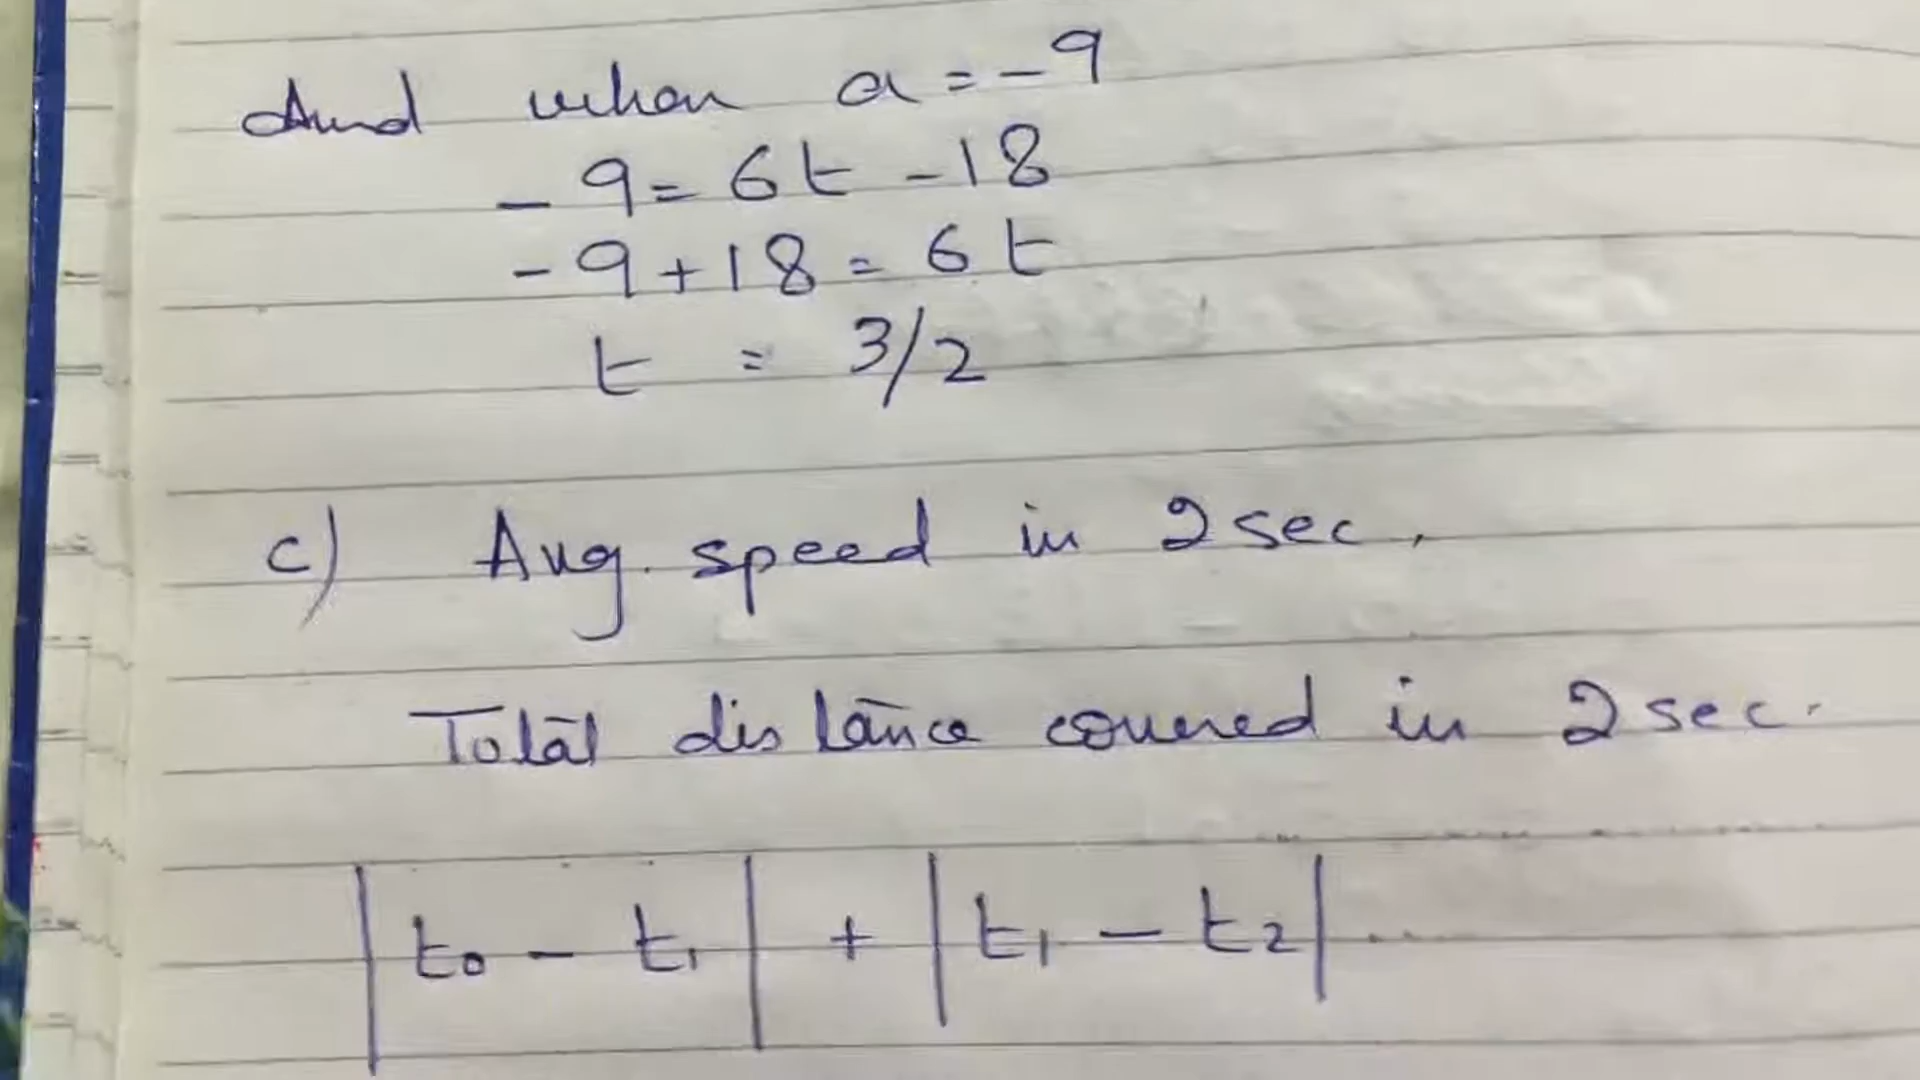 And when a = -9
- 9 = 6t - 18
- 9 + 18 = 6t
t = 3/2
c) Avg. speed in 2 sec.
Total distance covered in 2 sec.
|t₀ - t₁| + |t₁ - t₂|